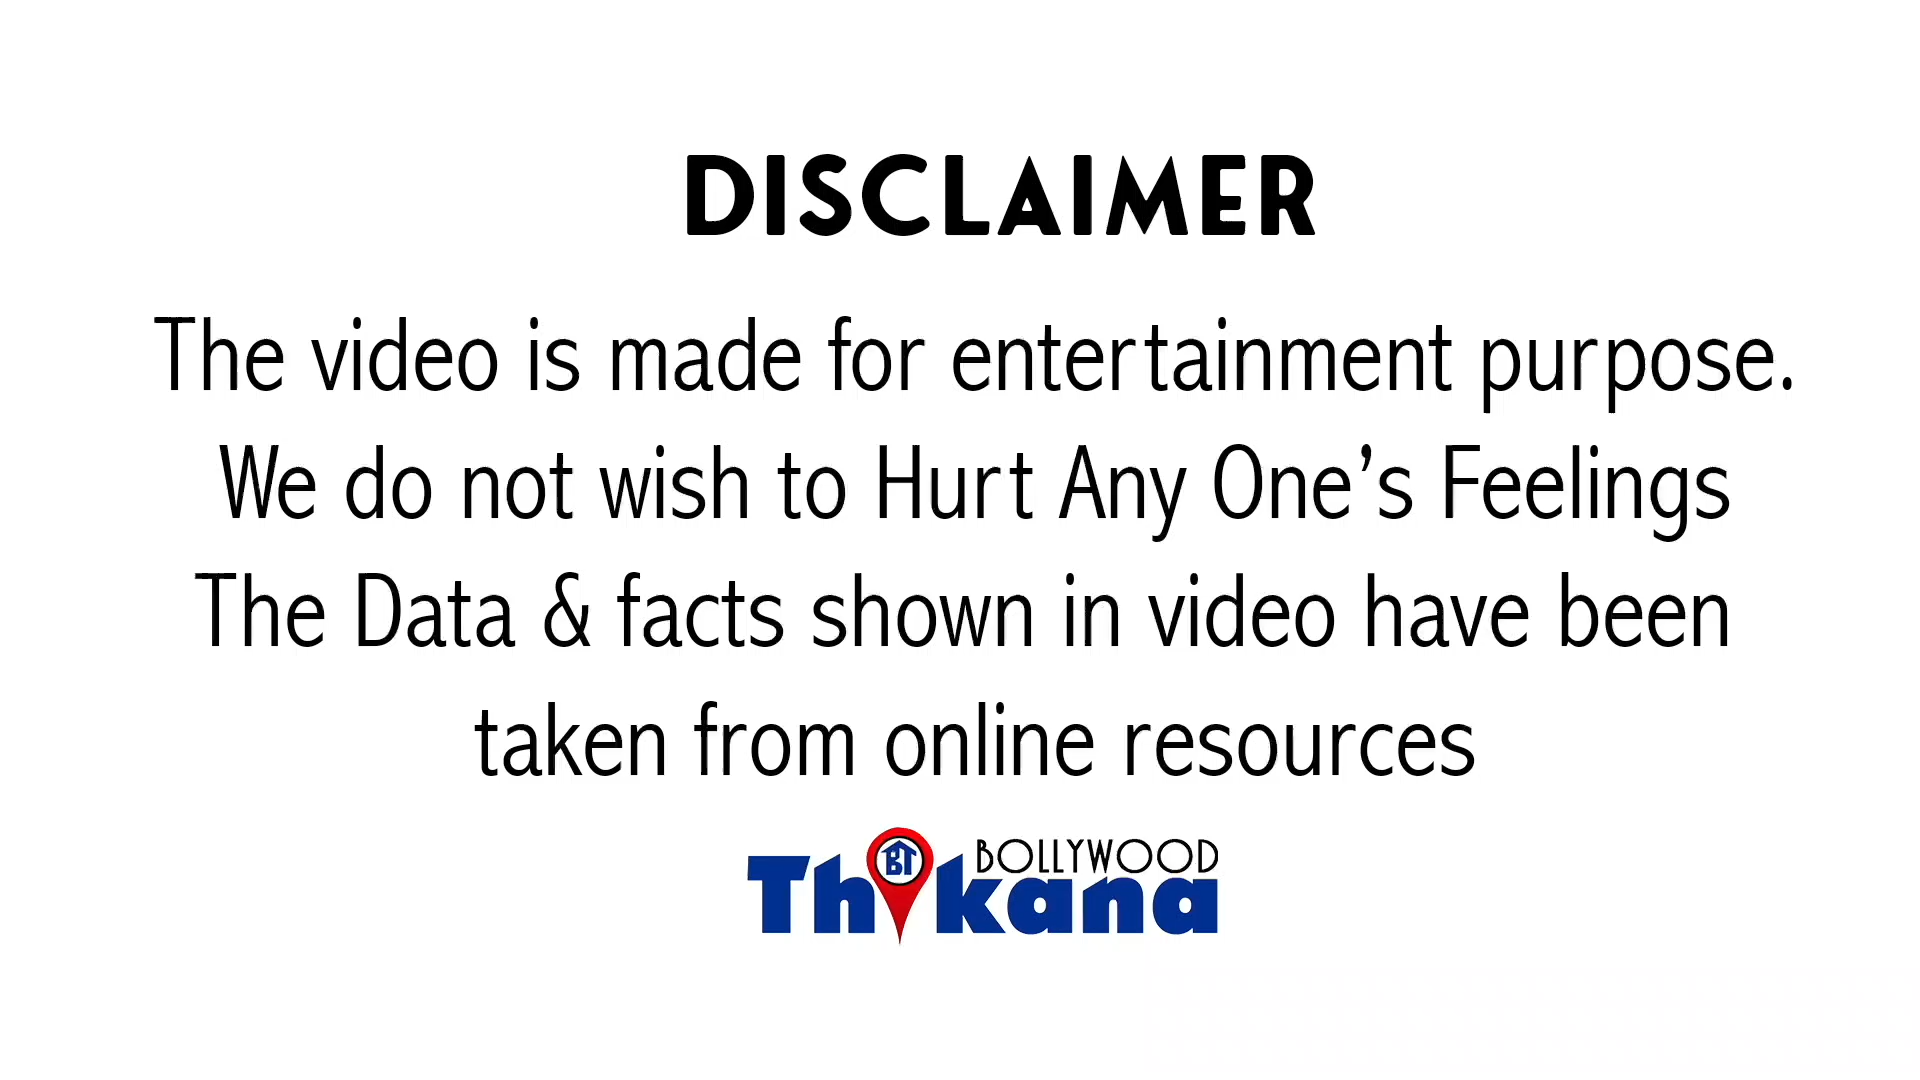 DISCLAIMER
The video is made for entertainment purpose.
We do not wish to Hurt Any One’s Feelings
The Data & facts shown in video have been
taken from online resources
BT BOLLYWOOD
Thikana